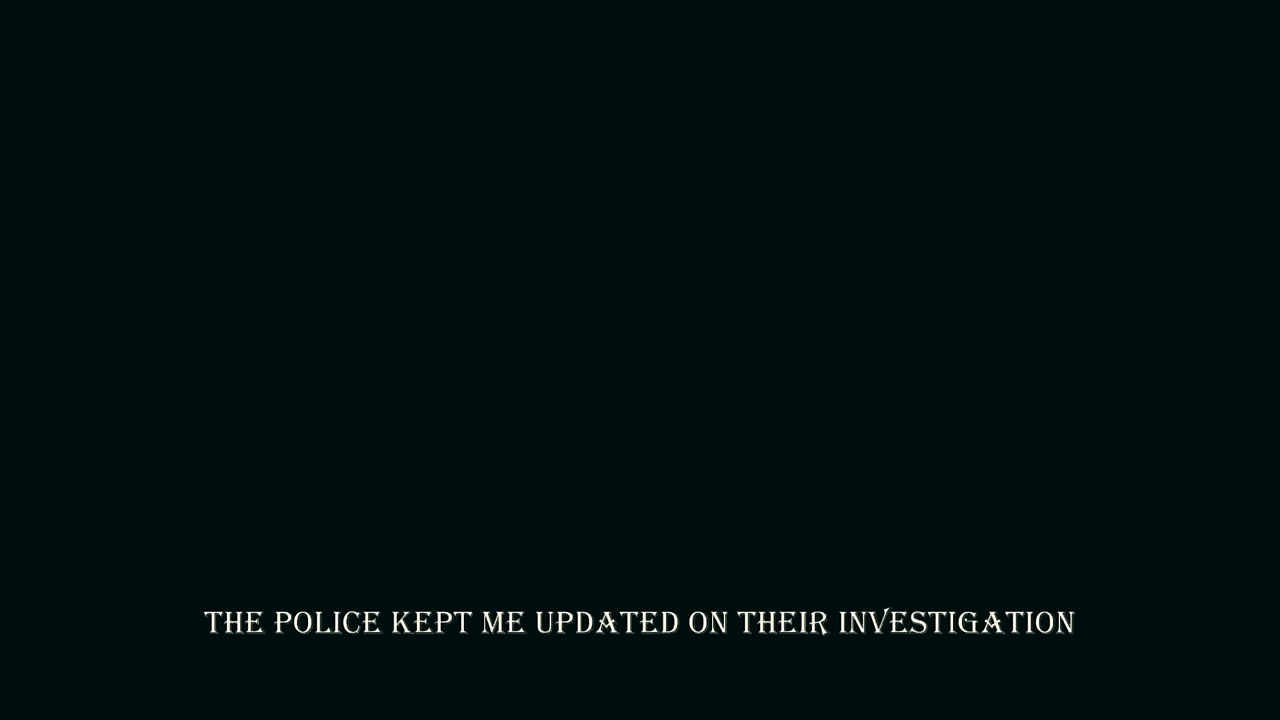 THE POLICE KEPT ME UPDATED ON THEIR INVESTIGATION